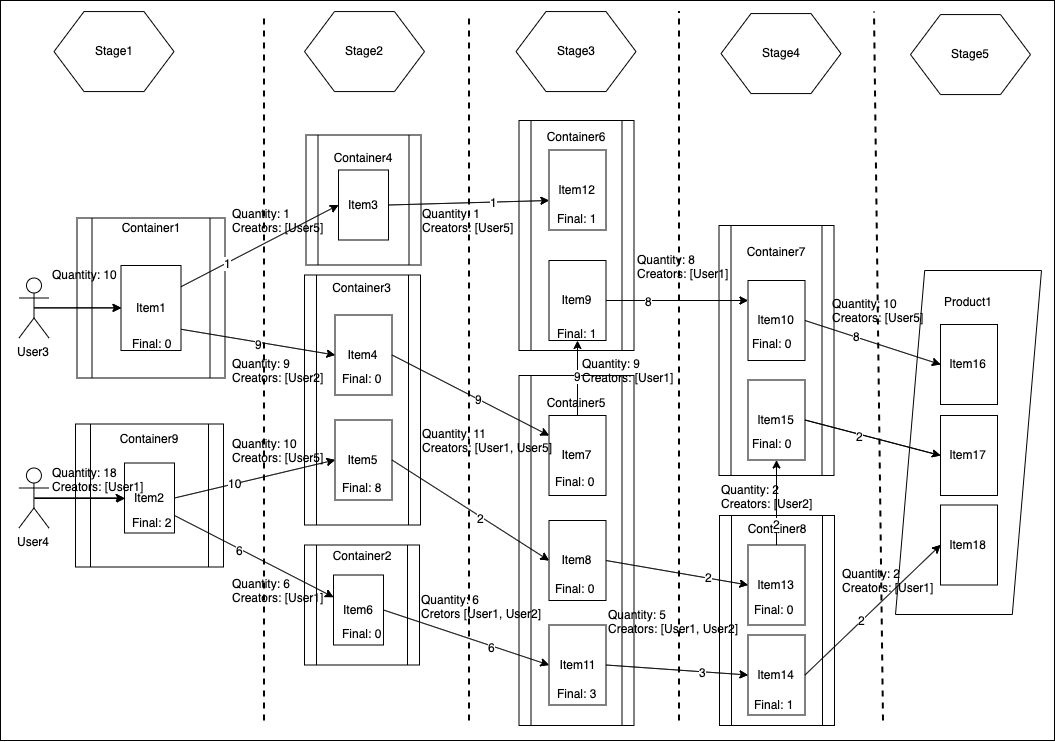 Stage1
Stage2
Stage3
Stage4
Stage5
Container1
Quantity: 10
Item1
Final: 0
User3
1
Quantity: 1
Creators: [User5]
9
Quantity: 9
Creators: [User2]
Container9
Quantity: 18
Creators: [User1]
Item2
Final: 2
User4
10
Quantity: 10
Creators: [User5]
6
Quantity: 6
Creators: [User1]
Container4
Item3
1
Quantity: 1
Creators: [User5]
Container3
Item4
Final: 0
9
Item5
Final: 8
Quantity: 11
Creators: [User1, User5]
2
Container2
Item6
Final: 0
Quantity: 6
Cretors [User1, User2]
6
Container6
Item12
Final: 1
Item9
Final: 1
Quantity: 8
Creators: [User1]
8
9
Quantity: 9
Creators: [User1]
Container5
Item7
Final: 0
Item8
Final: 0
2
Item11
Final: 3
Quantity: 5
Creators: [User1, User2]
3
Container7
Item10
Final: 0
Quantity: 10
Creators: [User5]
8
Item15
Final: 0
2
Quantity: 2
Creators: [User2]
2
Container8
Item13
Final: 0
Item14
Final: 1
Quantity: 2
Creators: [User1]
2
Product1
Item16
Item17
Item18